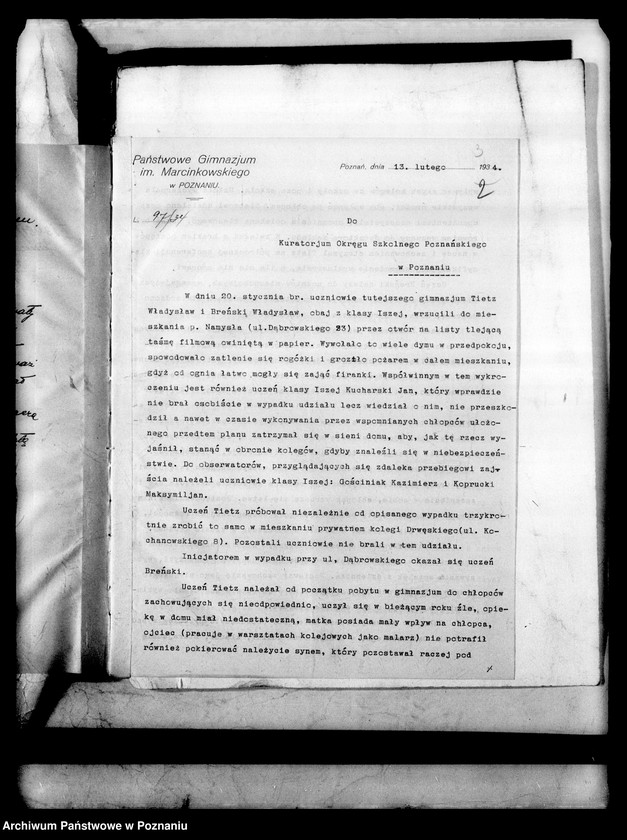 3
Państwowe Gimnazjum
im. Marcinkowskiego
w POZNANIU.
Poznań, dnia 13. lutego 1934.
2
L. 97/34
Do
Kuratorjum Okręgu Szkolnego Poznańskiego
w Poznaniu
W dniu 20. stycznia br. uczniowie tutejszego gimnazjum Tietz
Władysław i Breński Władysław, obaj z klasy Iszej, wrzucili do mie-
szkania p. Namysła (ul.Dąbrowskiego 23) przez otwór na listy tlejącą
taśmę filmową owiniętą w papier. Wywołało to wiele dymu w przedpokoju,
spowodowało zatlenie się rogóżki i groziło pożarem w całem mieszkaniu,
gdyż od ognia łatwo mogły się zająć firanki. Współwinnym w tem wykro-
czeniu jest również uczeń klasy Iszej Kucharski Jan, który wprawdzie
nie brał osobiście w wypadku udziału lecz wiedział o nim, nie przeszko-
dził a nawet w czasie wykonywania przez wspomnianych chłopców ułożo-
nego przedtem planu zatrzymał się w sieni domu, aby, jak tę rzecz wy-
jaśnił, stanąć w obronie kolegów, gdyby znaleśli się w niebezpieczeń-
stwie. Do obserwatorów, przyglądających się zdaleka przebiegowi zaj-
ścia należeli uczniowie klasy Iszej: Gościniak Kazimierz i Koprucki
Maksymiljan.
Uczeń Tietz próbował niezależnie od opisanego wypadku trzykro-
tnie zrobić to samo w mieszkaniu prywatnem kolegi Drwęskiego(ul. Ko-
chanowskiego 8). Pozostali uczniowie nie brali w tem udziału.
Inicjatorem w wypadku przy ul, Dąbrowskiego okazał się uczeń
Breński.
Uczeń Tietz należał od początku pobytu w gimnazjum do chłopców
zachowujących się nieodpowiednio, uczył się w bieżącym roku źle, opie-
kę w domu miał niedostateczną, matka posiada mały wpływ na chłopca,
ojciec (pracuje w warsztatach kolejowych jako malarz) nie potrafił
również pokierować należycie synem, który pozostawał raczej pod
Archiwum Państwowe w Poznaniu